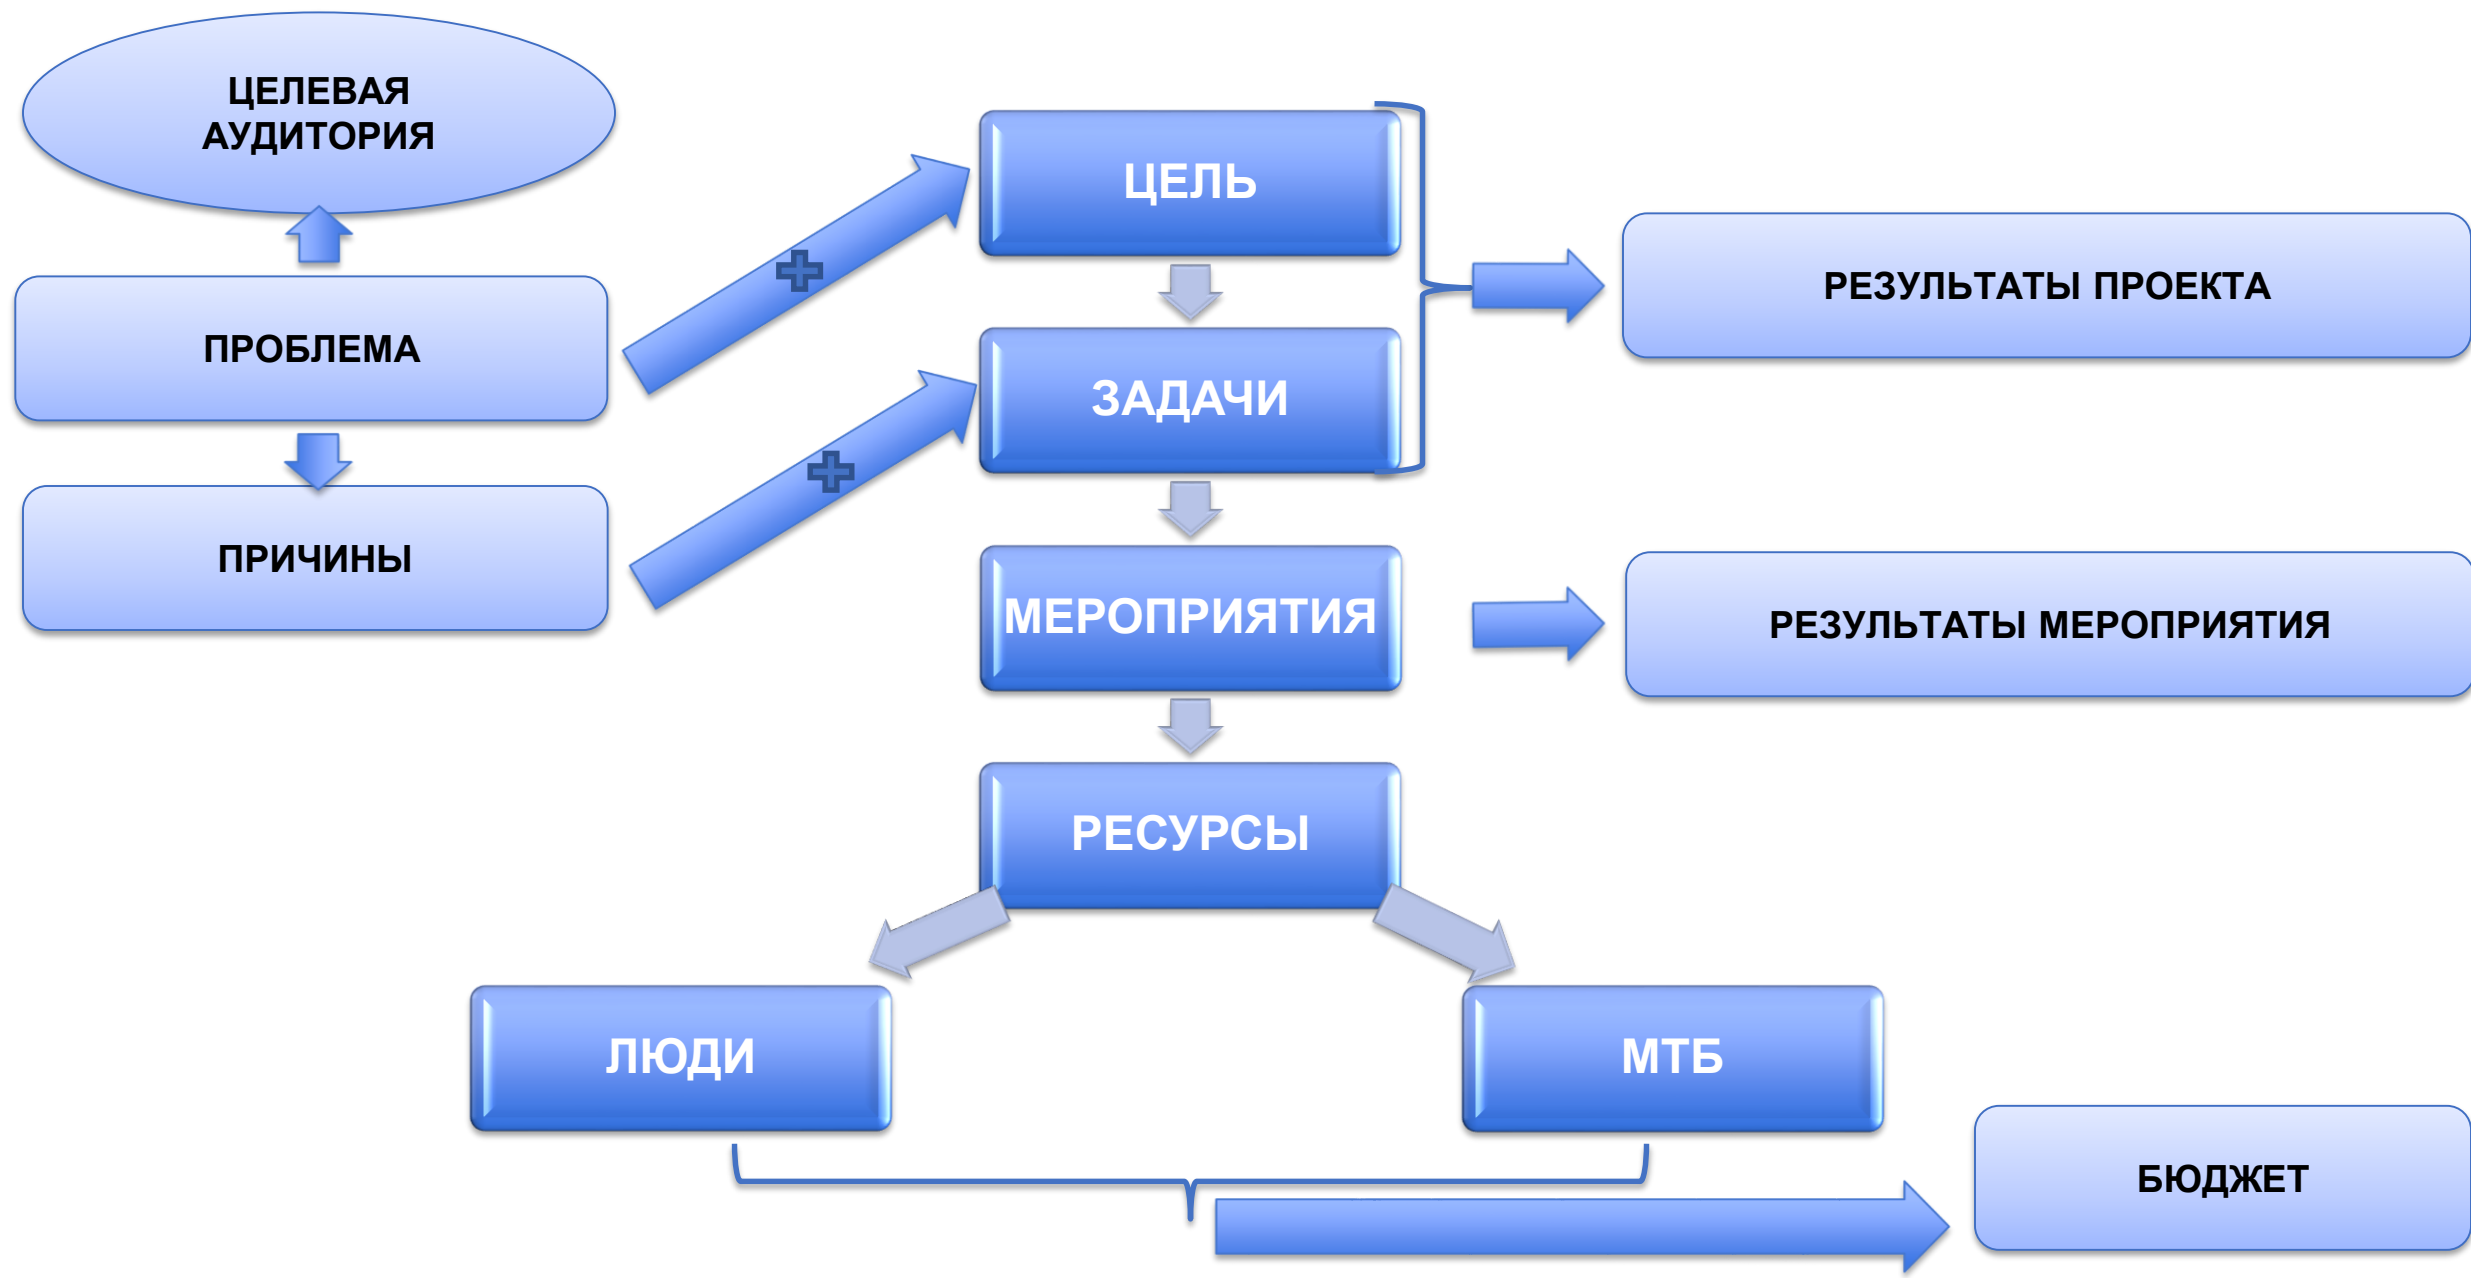 ЦЕЛЕВАЯ
АУДИТОРИЯ
ПРОБЛЕМА
ПРИЧИНЫ
ЦЕЛЬ
ЗАДАЧИ
МЕРОПРИЯТИЯ
РЕСУРСЫ
ЛЮДИ
МТБ
РЕЗУЛЬТАТЫ ПРОЕКТА
РЕЗУЛЬТАТЫ МЕРОПРИЯТИЯ
БЮДЖЕТ